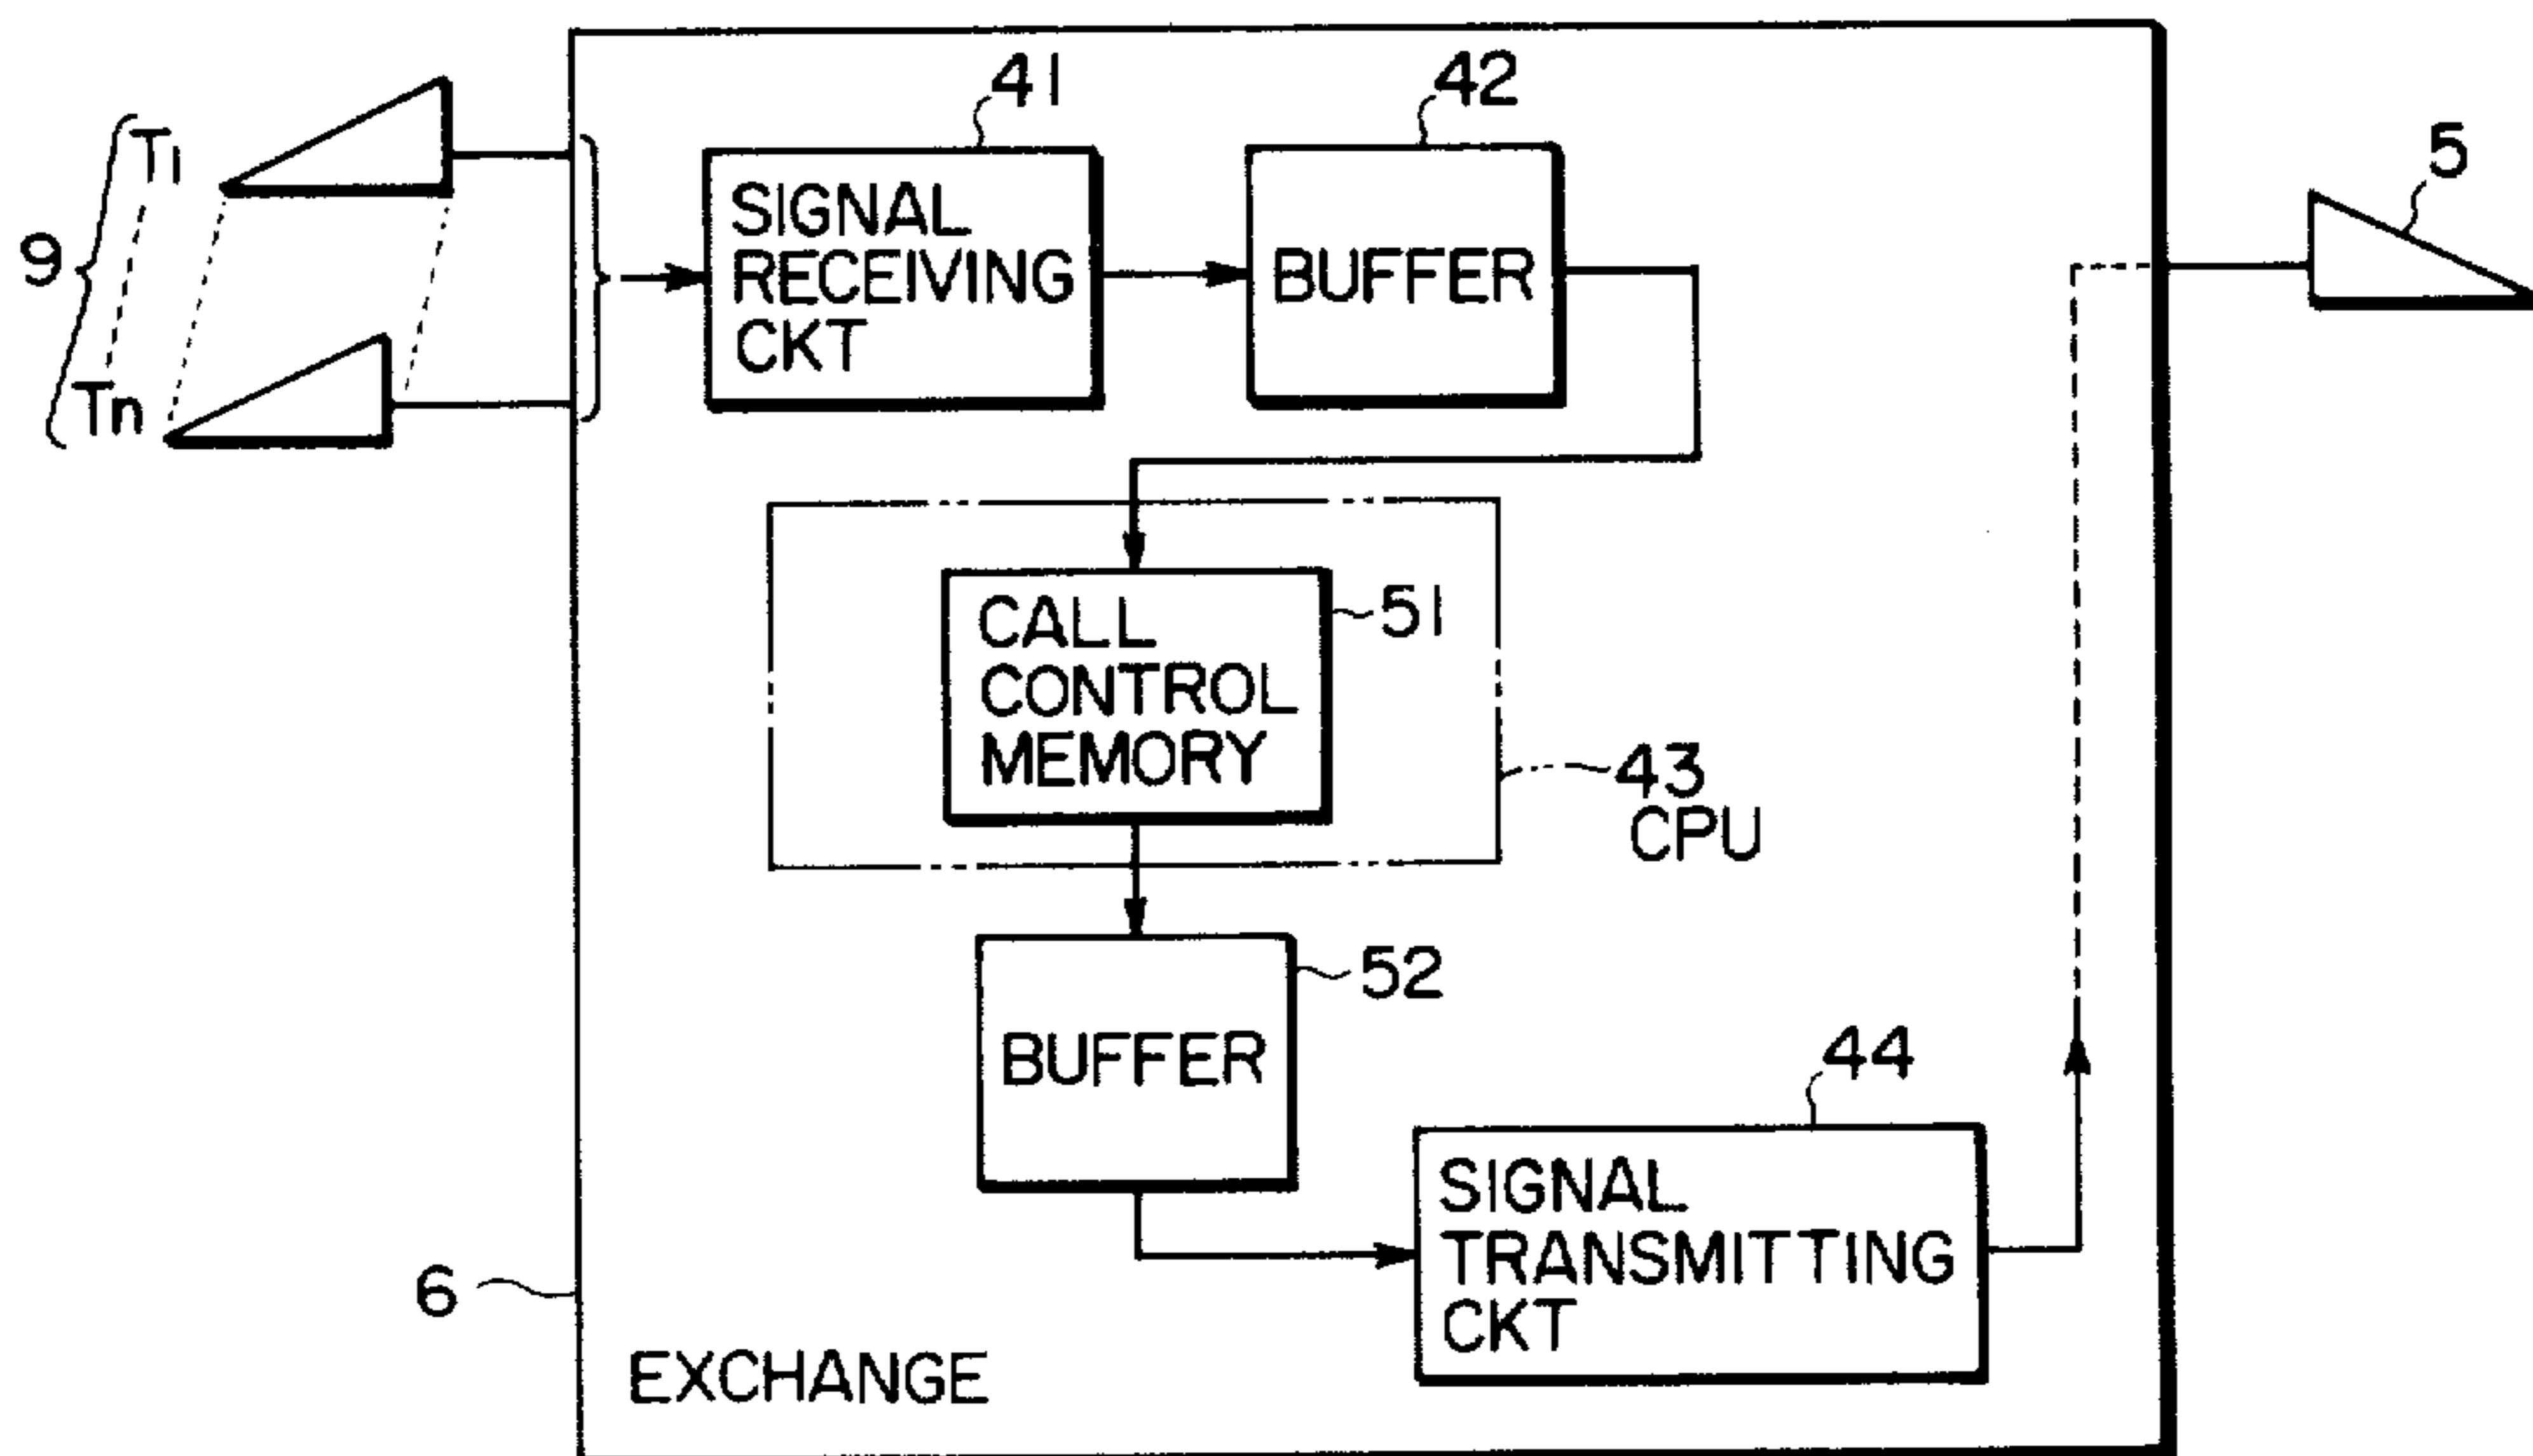 41
42
5
9
T1
Tn
SIGNAL
RECEIVING
CKT
BUFFER
CALL
CONTROL
MEMORY
51
43
CPU
52
BUFFER
44
SIGNAL
TRANSMITTING
CKT
6
EXCHANGE